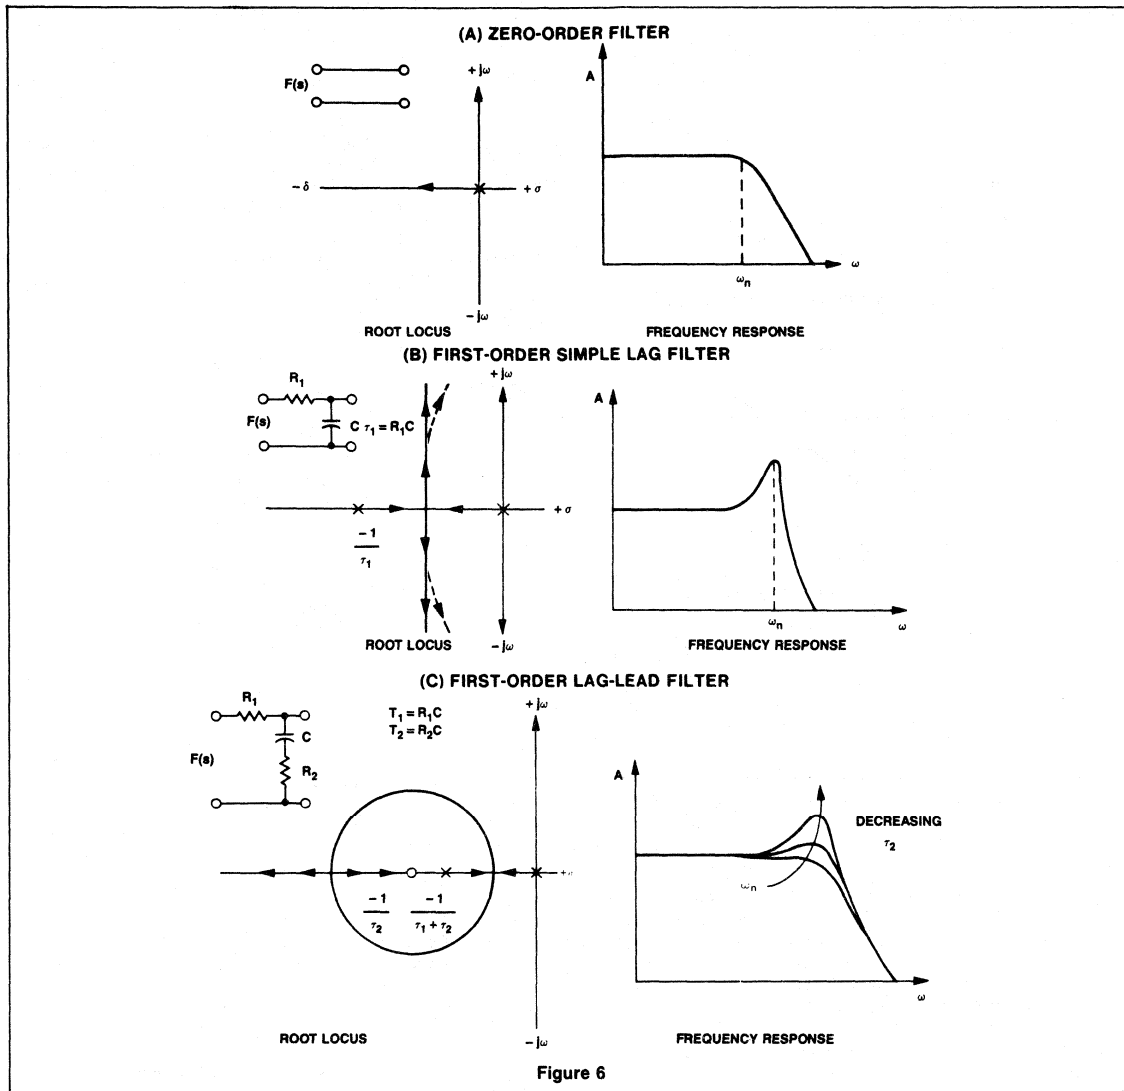 (A) ZERO-ORDER FILTER
F(s)
+jω
−δ
+σ
−jω
ROOT LOCUS
A
ω
ωn
FREQUENCY RESPONSE
(B) FIRST-ORDER SIMPLE LAG FILTER
R1
F(s)
C τ1 = R1C
+jω
+σ
−1
τ1
−jω
ROOT LOCUS
A
ωn
ω
FREQUENCY RESPONSE
(C) FIRST-ORDER LAG-LEAD FILTER
R1
C
R2
F(s)
T1 = R1C
T2 = R2C
+jω
−1
τ2
−1
τ1 + τ2
−jω
ROOT LOCUS
A
DECREASING
τ2
ωn
ω
FREQUENCY RESPONSE
Figure 6